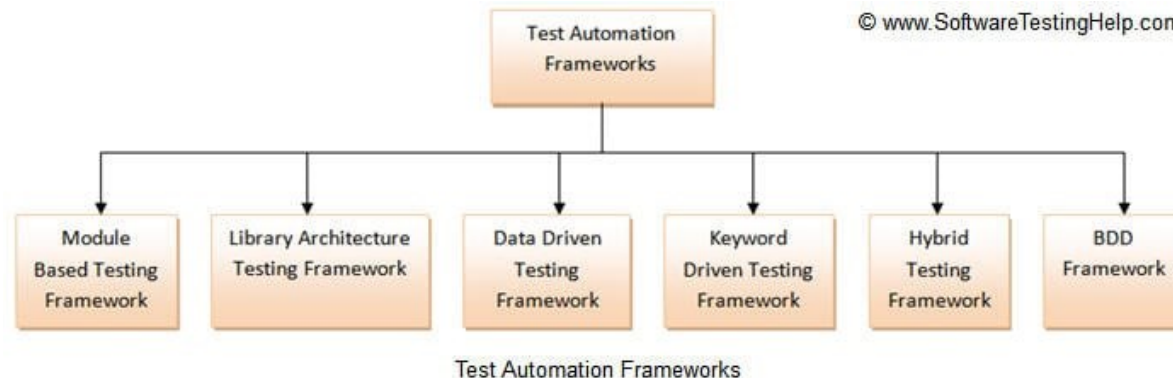 © www.SoftwareTestingHelp.com
Test Automation
Frameworks
Module
Based Testing
Framework
Library Architecture
Testing Framework
Data Driven
Testing
Framework
Keyword
Driven Testing
Framework
Hybrid
Testing
Framework
BDD
Framework
Test Automation Frameworks